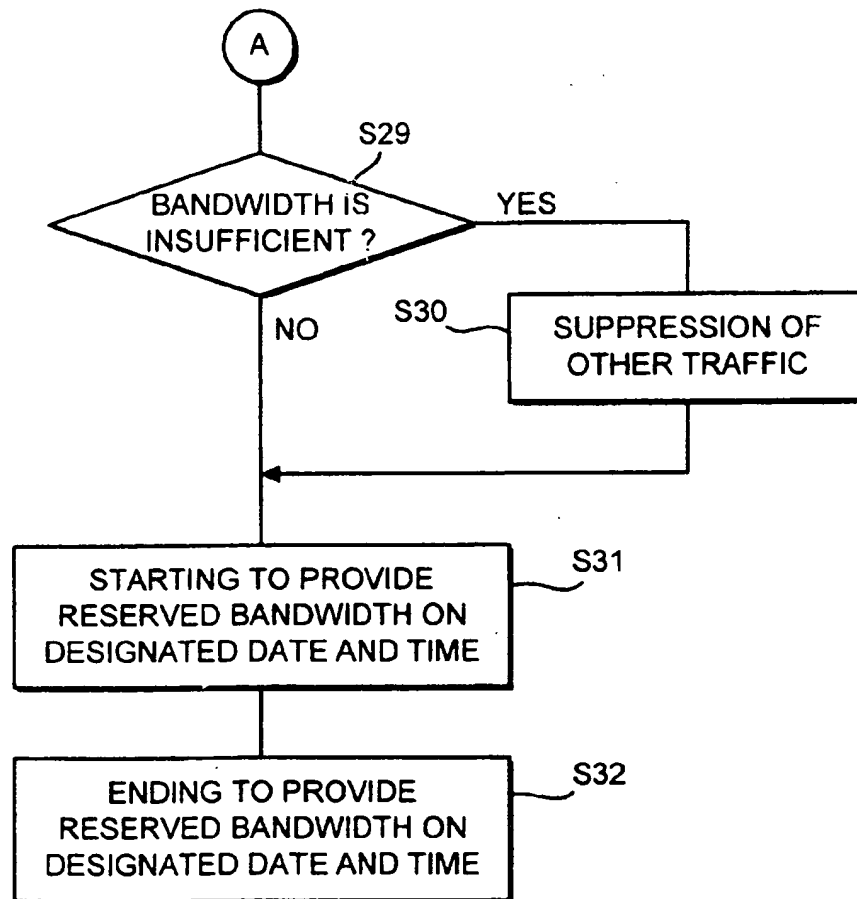 A
S29
BANDWIDTH IS
INSUFFICIENT ?
YES
S30
NO
SUPPRESSION OF
OTHER TRAFFIC
S31
STARTING TO PROVIDE
RESERVED BANDWIDTH ON
DESIGNATED DATE AND TIME
S32
ENDING TO PROVIDE
RESERVED BANDWIDTH ON
DESIGNATED DATE AND TIME